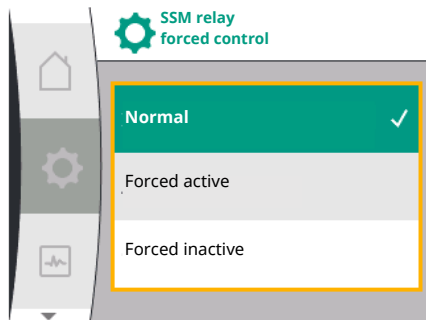 SSM relay
forced control
Normal
Forced active
Forced inactive